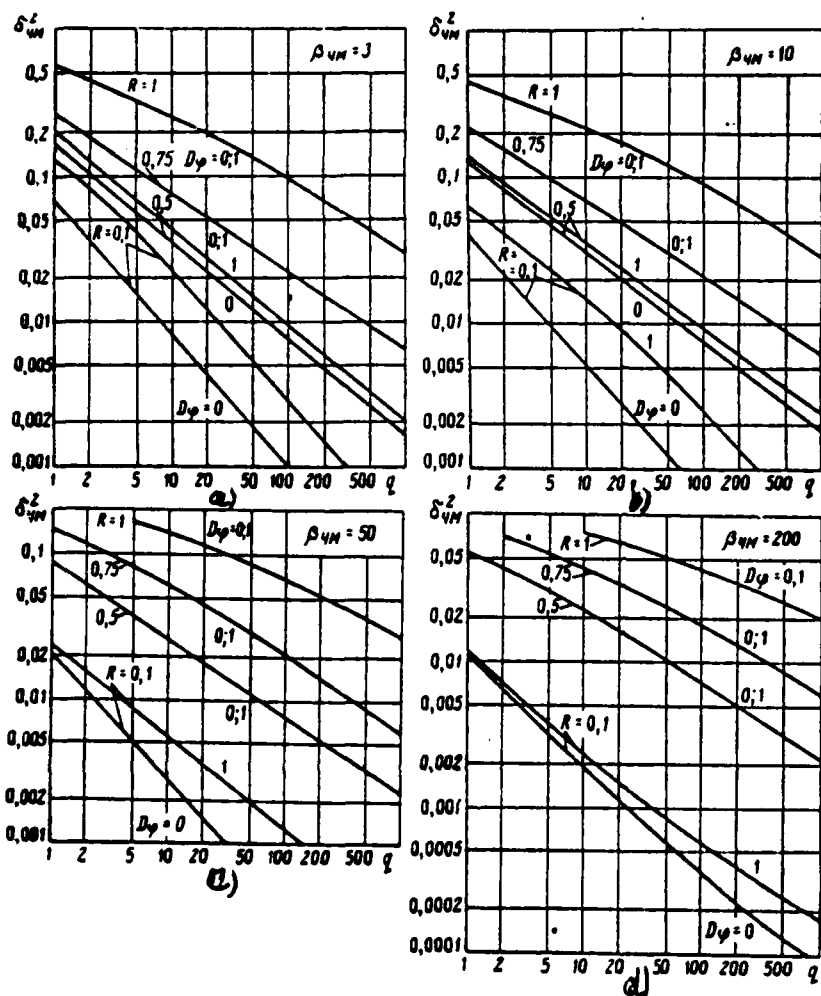 δ²чм
0,5
0,2
0,1
0,05
0,02
0,01
0,005
0,002
0,001
1 2 5 10 20 50 100 200 500 q
βчм = 3
R = 1
0,75
Dφ = 0;1
0,5
0;1
R = 0,1
1
0
Dφ = 0
a)
δ²чм
0,5
0,2
0,1
0,05
0,02
0,01
0,005
0,002
0,001
1 2 5 10 20 50 100 200 500 q
βчм = 10
R = 1
0,75
Dφ = 0;1
0,5
0;1
R =
= 0,1
1
0
1
Dφ = 0
b)
δ²чм
0,1
0,05
0,02
0,01
0,005
0,002
0,001
1 2 5 10 20 50 100 200 500 q
βчм = 50
R = 1
Dφ = 0;1
0,75
0,5
0;1
R = 0,1
0;1
1
Dφ = 0
δ²чм
0,05
0,02
0,01
0,005
0,002
0,001
0,0005
0,0002
0,0001
1 2 5 10 20 50 100 200 500 q
βчм = 200
R = 1
Dφ = 0,1
0,75
0,5
0;1
0;1
R = 0,1
1
Dφ = 0
d)